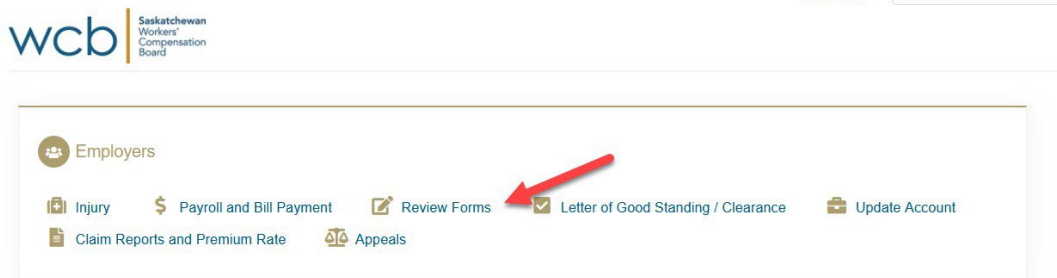 wcb
Saskatchewan
Workers'
Compensation
Board
Employers
Injury Payroll and Bill Payment Review Forms Letter of Good Standing / Clearance Update Account
Claim Reports and Premium Rate Appeals